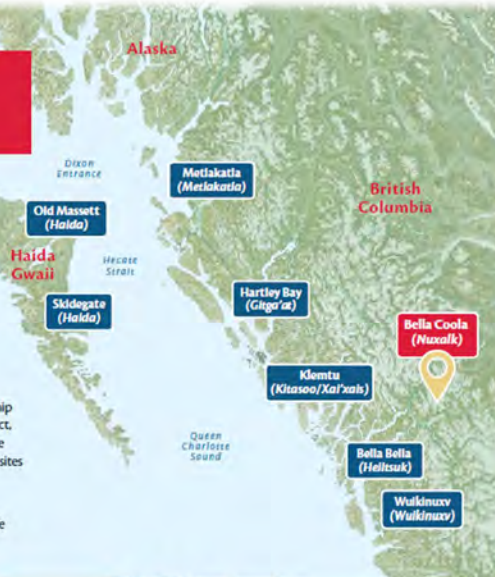 Alaska
Dixon
Entrance
Metlakatla
(Metlakatla)
British
Columbia
Old Massett
(Haida)
Haida
Gwaii
Hecate
Strait
Skidegate
(Haida)
Hartley Bay
(Gitga'at)
Bella Coola
(Nuxalk)
Klemtu
(Kitasoo/Xai'xais)
Queen
Charlotte
Sound
Bella Bella
(Heiltsuk)
Wuikinuxv
(Wuikinuxv)
sites